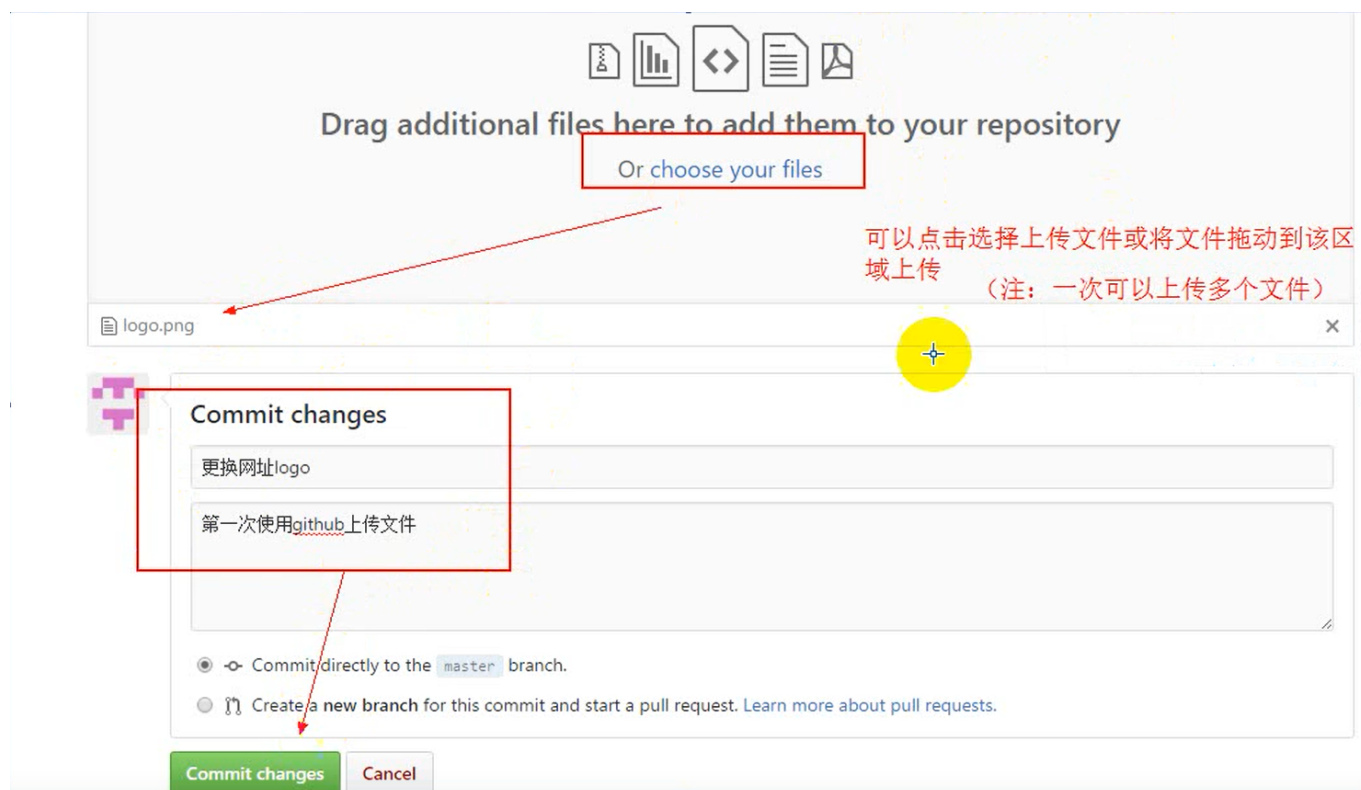 Drag additional files here to add them to your repository
Or choose your files
可以点击选择上传文件或将文件拖动到该区
域上传
（注：一次可以上传多个文件）
logo.png
Commit changes
更换网址logo
第一次使用github上传文件
Commit directly to the master branch.
Create a new branch for this commit and start a pull request. Learn more about pull requests.
Commit changes Cancel